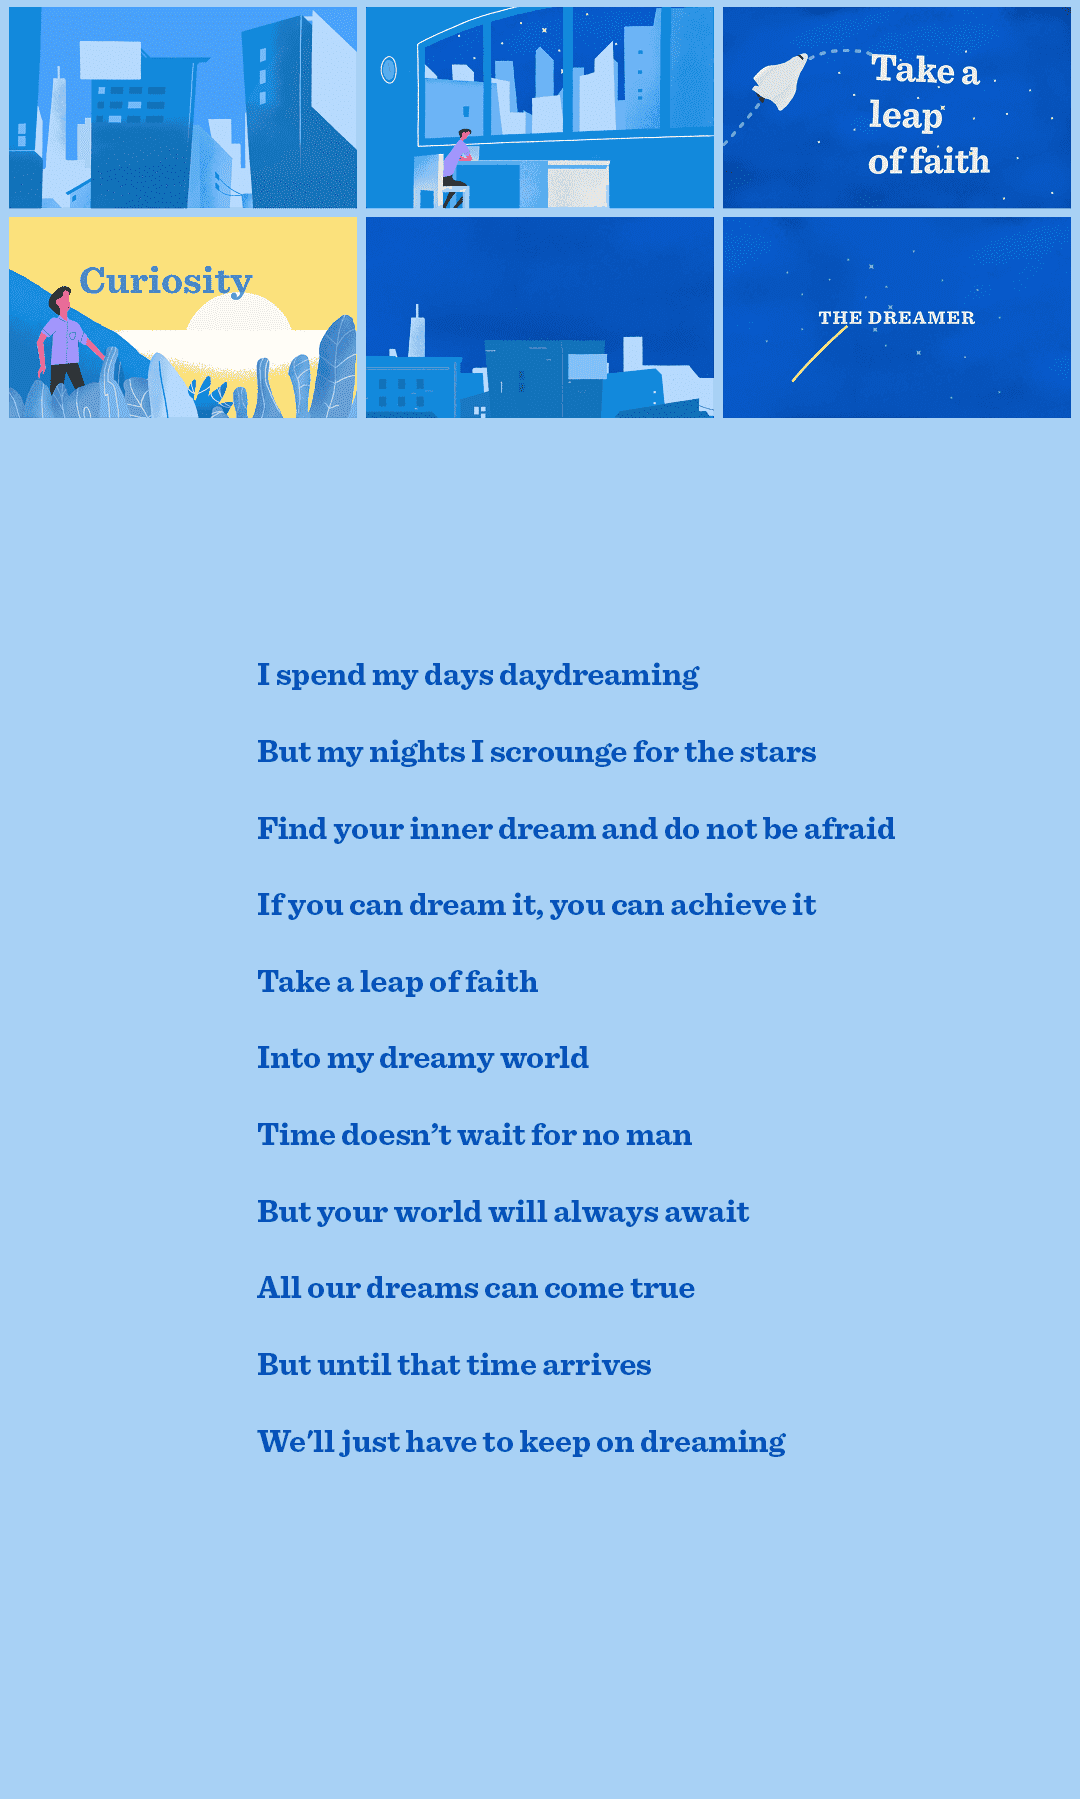 Take a
leap
of faith
Curiosity
THE DREAMER
I spend my days daydreaming
But my nights I scrounge for the stars
Find your inner dream and do not be afraid
If you can dream it, you can achieve it
Take a leap of faith
Into my dreamy world
Time doesn’t wait for no man
But your world will always await
All our dreams can come true
But until that time arrives
We'll just have to keep on dreaming